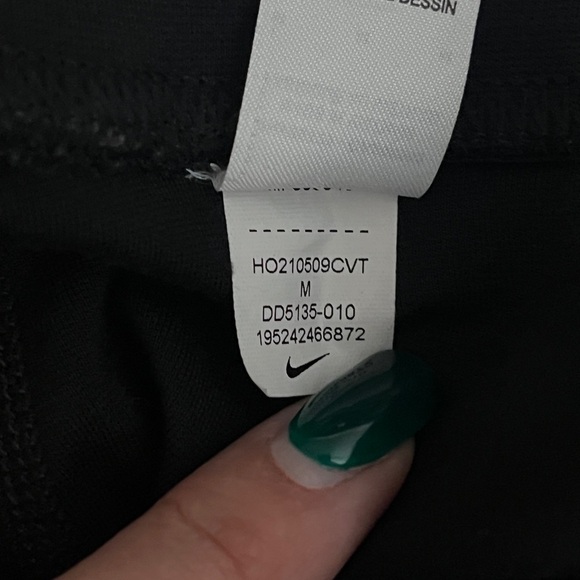 DESSIN
- - - - - - - - - -
HO210509CVT
M
DD5135-010
195242466872